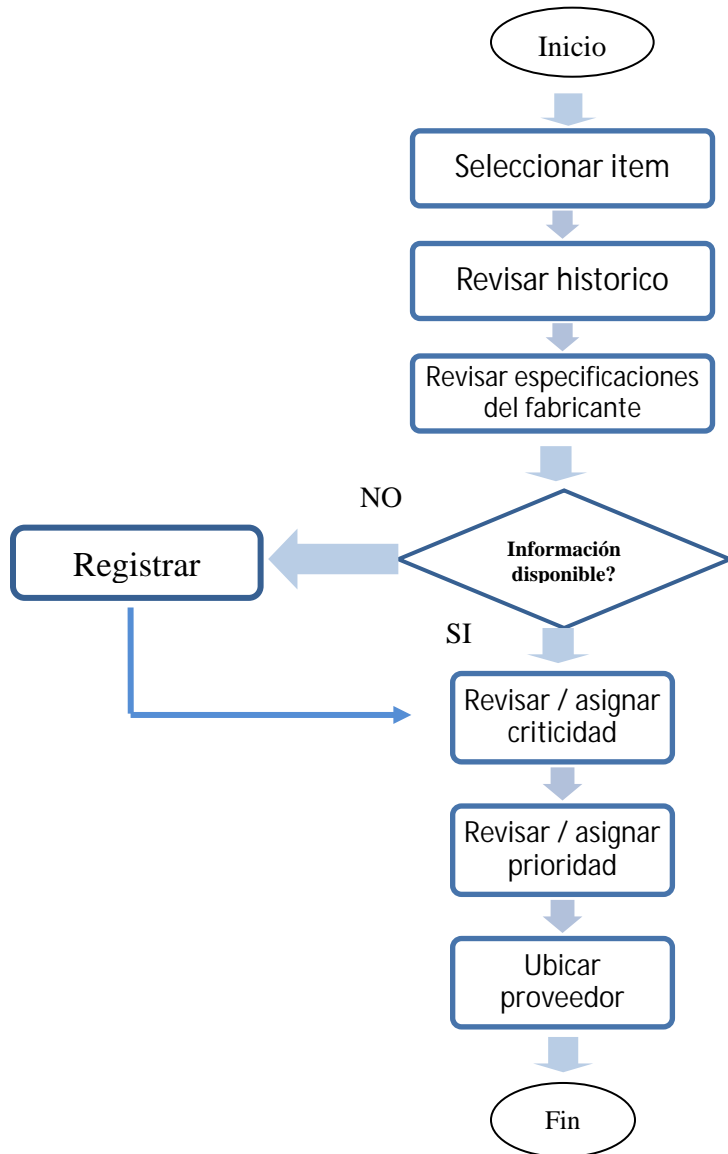 Inicio
Seleccionar item
Revisar historico
Revisar especificaciones
del fabricante
NO
Información
disponible?
Registrar
SI
Revisar / asignar
criticidad
Revisar / asignar
prioridad
Ubicar
proveedor
Fin